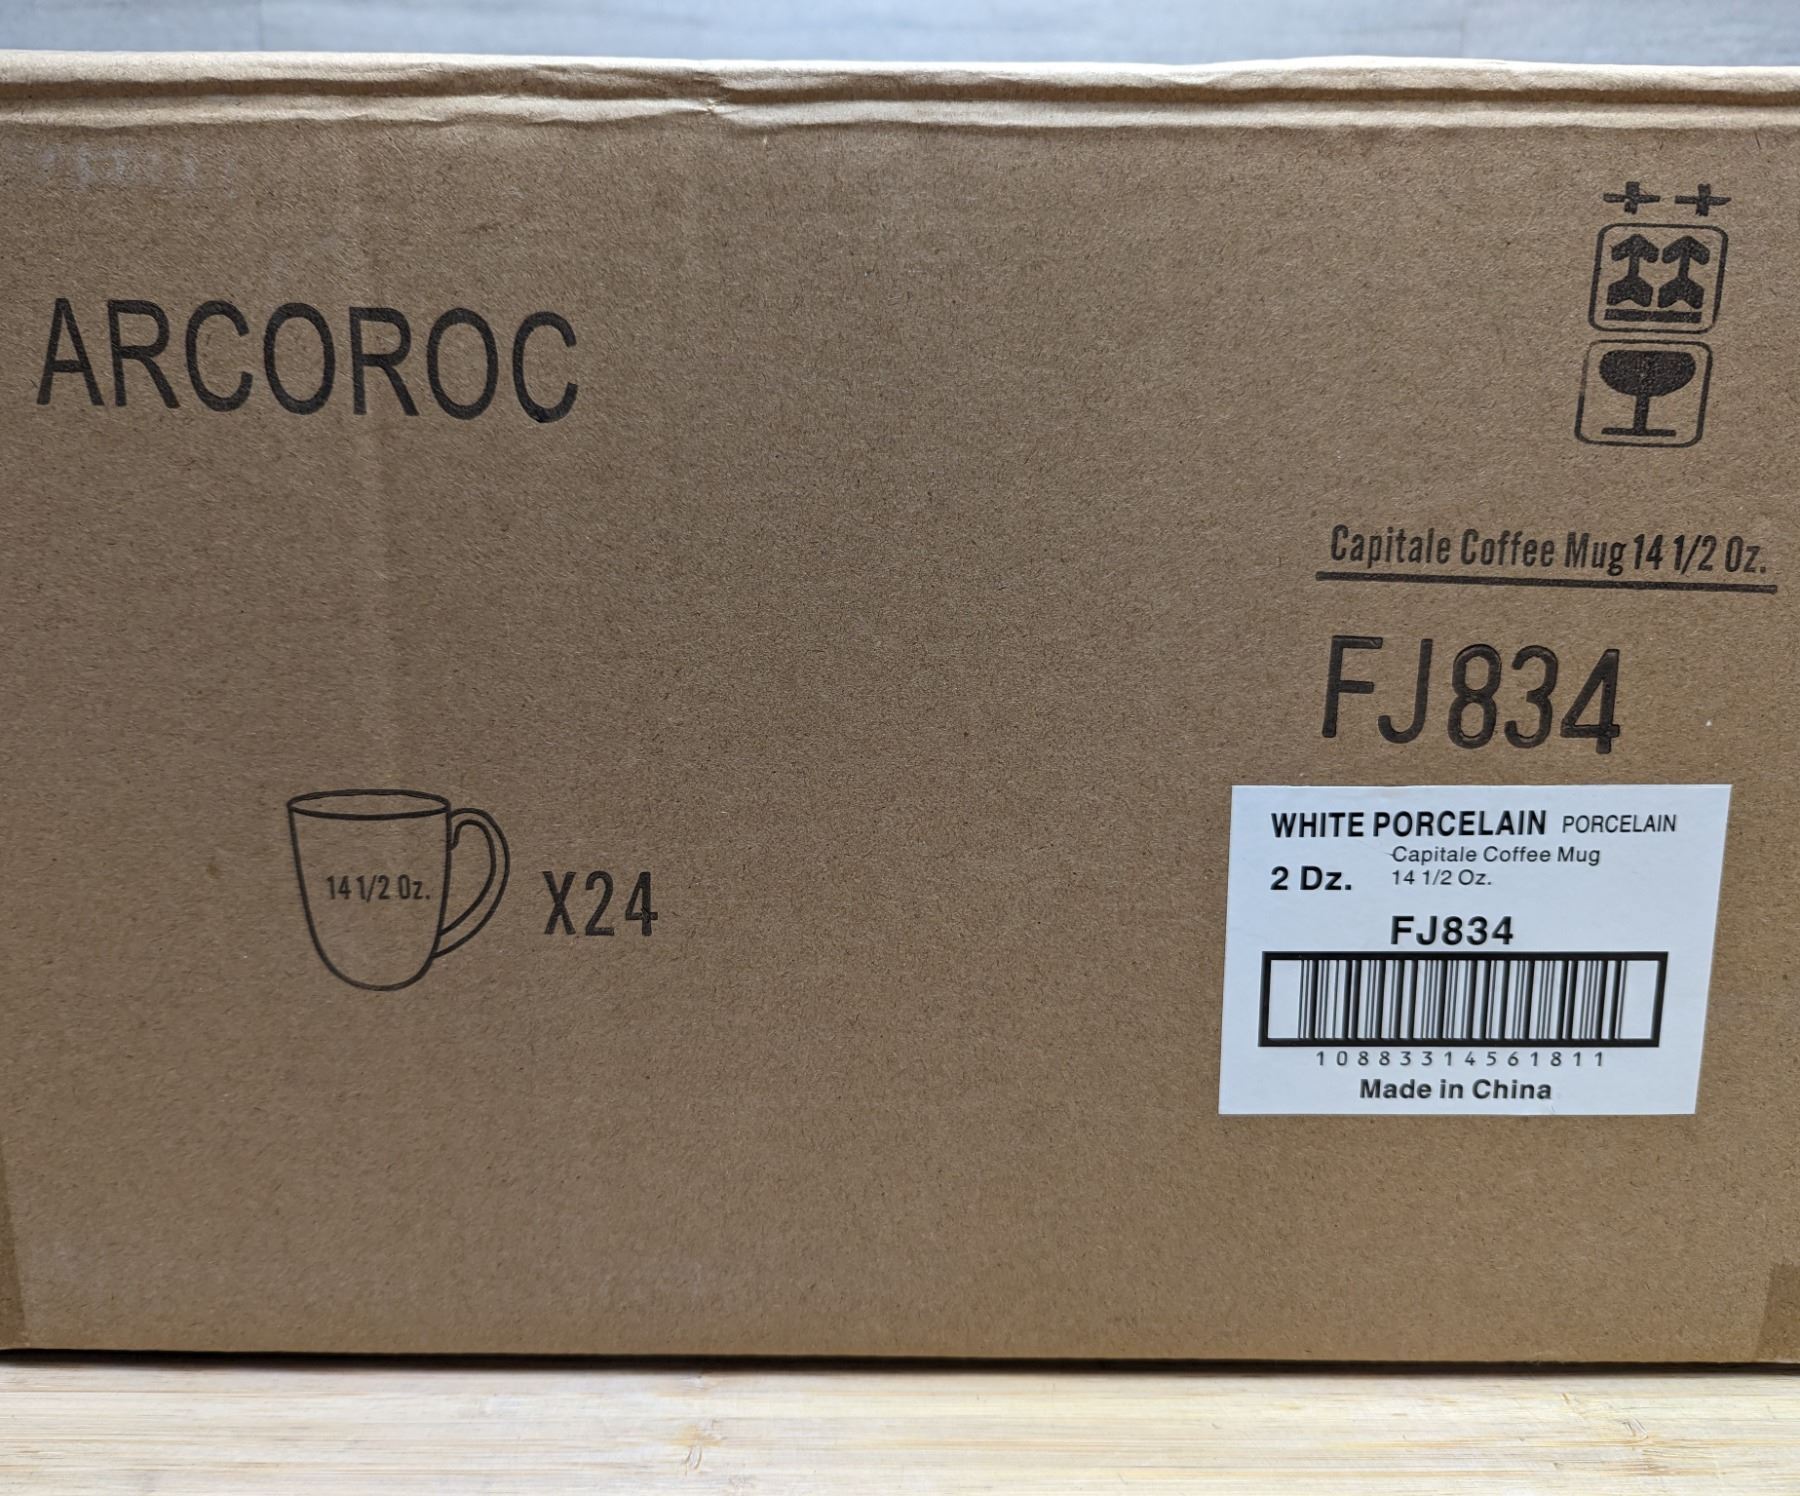 ARCOROC
Capitale Coffee Mug 14 1/2 Oz.
FJ834
14 1/2 Oz.
X24
WHITE PORCELAIN PORCELAIN
Capitale Coffee Mug
2 Dz. 14 1/2 Oz.
FJ834
10883314561811
Made in China